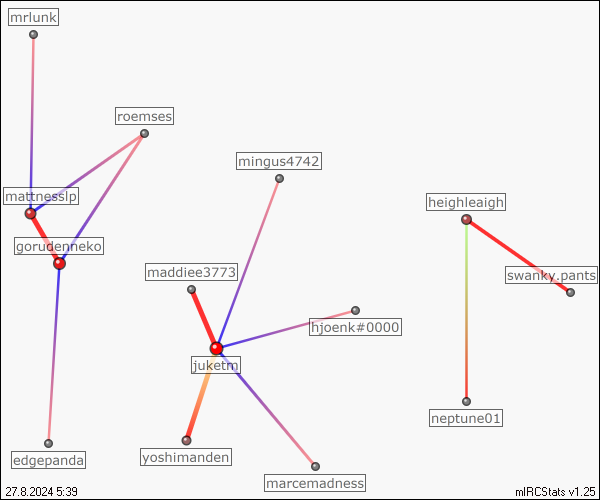 mrlunk
roemses
mingus4742
mattnesslp
heighleaigh
gorudenneko
maddiee3773
swanky.pants
hjoenk#0000
juketm
neptune01
yoshimanden
edgepanda
marcemadness
27.8.2024 5:39
mIRCStats v1.25